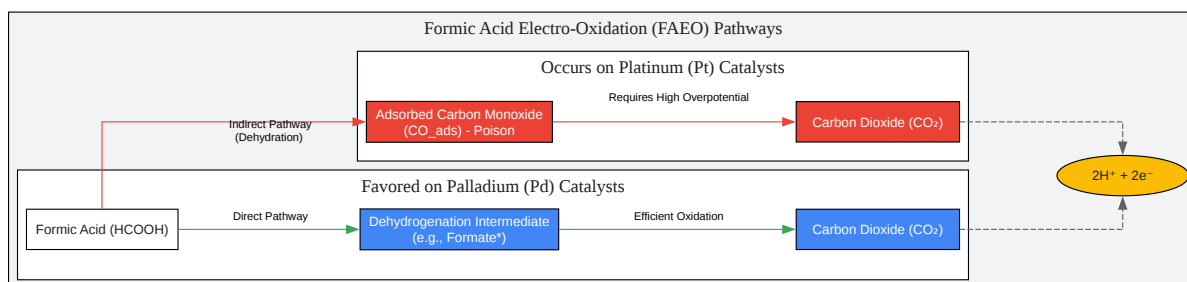 Formic Acid Electro-Oxidation (FAEO) Pathways
Occurs on Platinum (Pt) Catalysts
Indirect Pathway
(Dehydration)
Adsorbed Carbon Monoxide
(CO_ads) - Poison
Requires High Overpotential
Carbon Dioxide (CO₂)
2H⁺ + 2e⁻
Favored on Palladium (Pd) Catalysts
Formic Acid (HCOOH)
Direct Pathway
Dehydrogenation Intermediate
(e.g., Formate*)
Efficient Oxidation
Carbon Dioxide (CO₂)